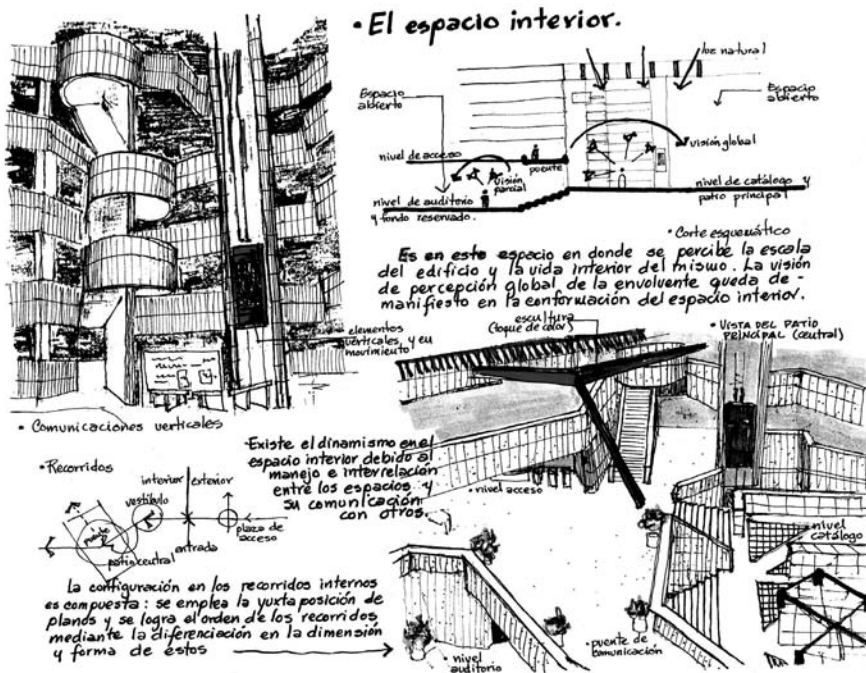 • El espacio interior.
luz natural
Espacio
abierto
Espacio
abierto
nivel de acceso
puente
visión global
visión
parcial
nivel de auditorio
y fondo reservado.
nivel de catálogo y
patio principal
• Corte esquemático
Es en este espacio en donde se percibe la escala
del edificio y la vida interior del mismo. La visión
de percepción global de la envolvente queda de-
manifiesto en la conformación del espacio interior.
elementos
verticales, y su
movimiento
• Comunicaciones verticales
escultura
(toque de color)
• VISTA DEL PATIO
PRINCIPAL (central)
Existe el dinamismo en el
espacio interior debido al
manejo e interrelación
entre los espacios y
su comunicación
con otros.
• Recorridos
interior exterior
vestíbulo
puente
patio central
entrada
plaza de
acceso
La configuración en los recorridos internos
es compuesta: se emplea la yuxtaposición de
planos y se logra el orden de los recorridos
mediante la diferenciación en la dimensión
y forma de éstos
• nivel acceso
• nivel
catálogo
• puente de
comunicación
• nivel
auditorio